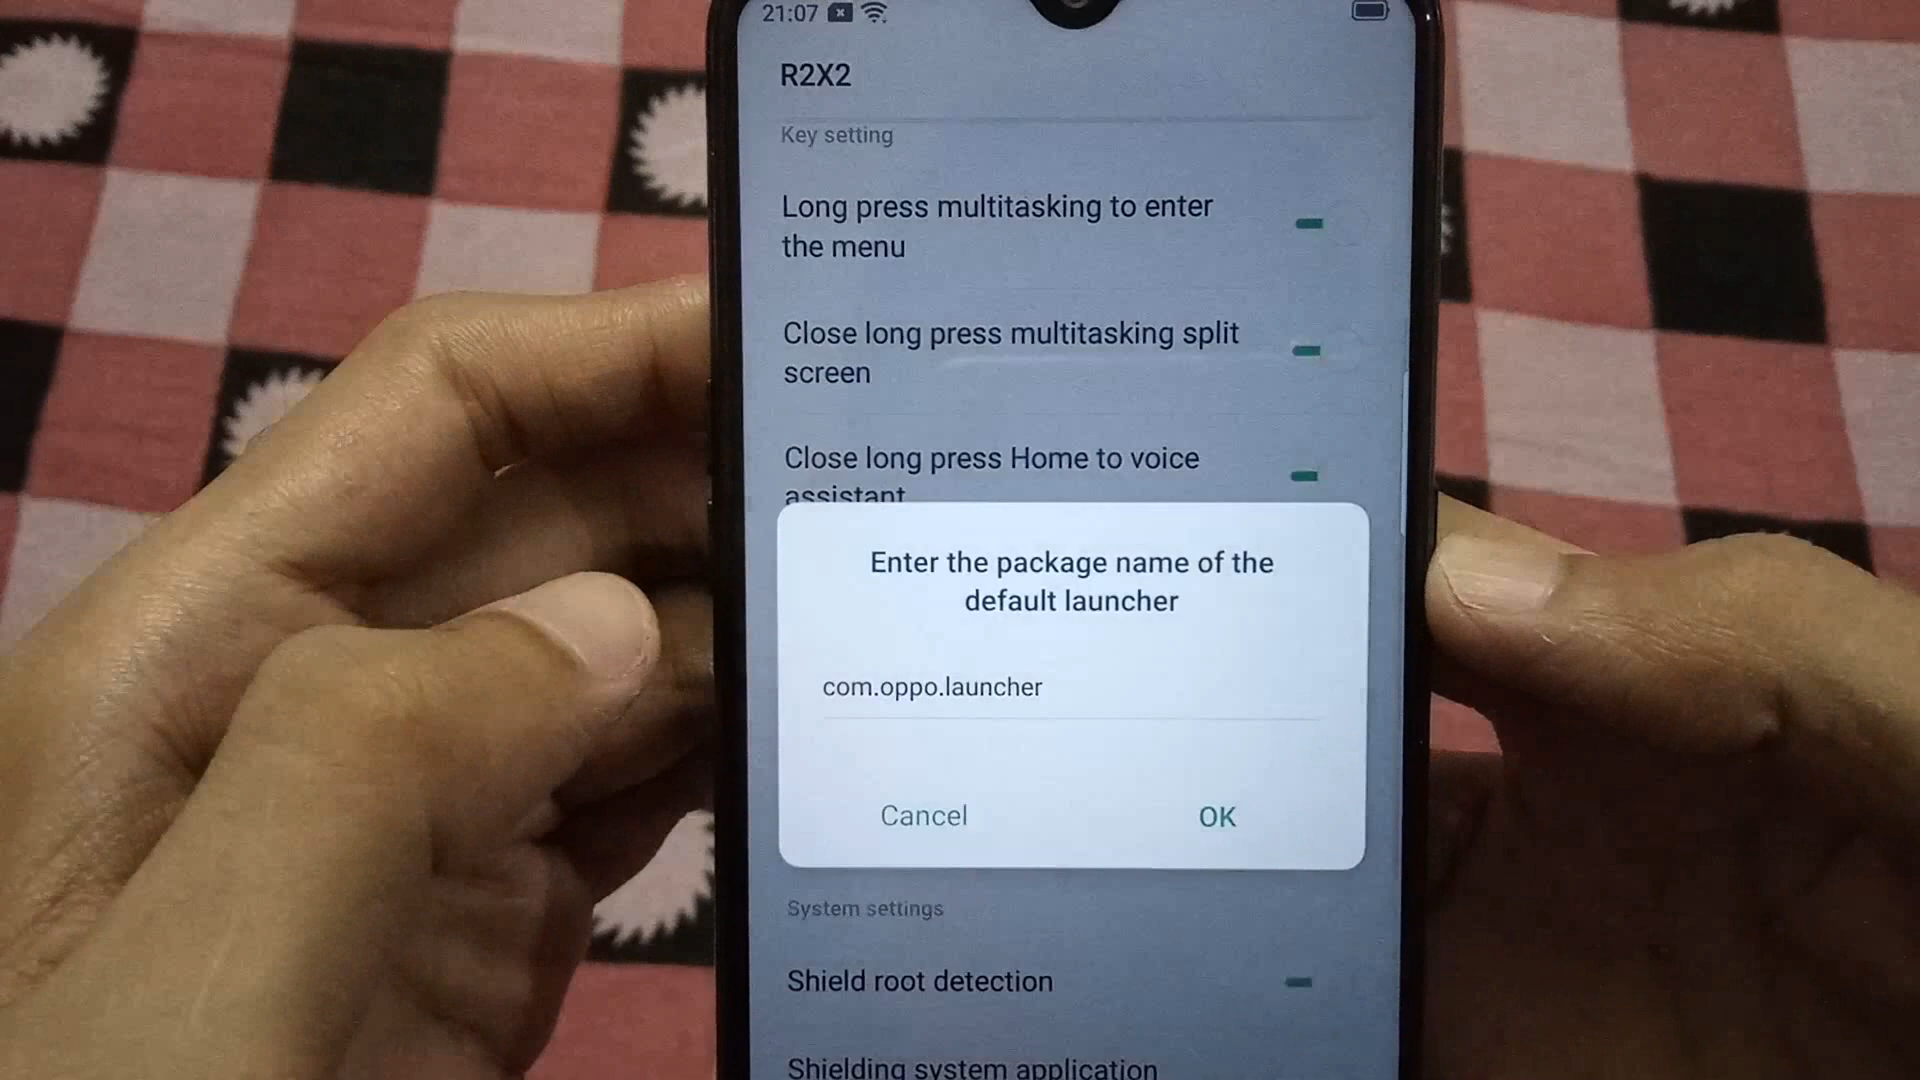 21:07
R2X2
Key setting
Long press multitasking to enter
the menu
Close long press multitasking split
screen
Close long press Home to voice
assistant
Enter the package name of the
default launcher
com.oppo.launcher
Cancel
OK
System settings
Shield root detection
Shielding system application